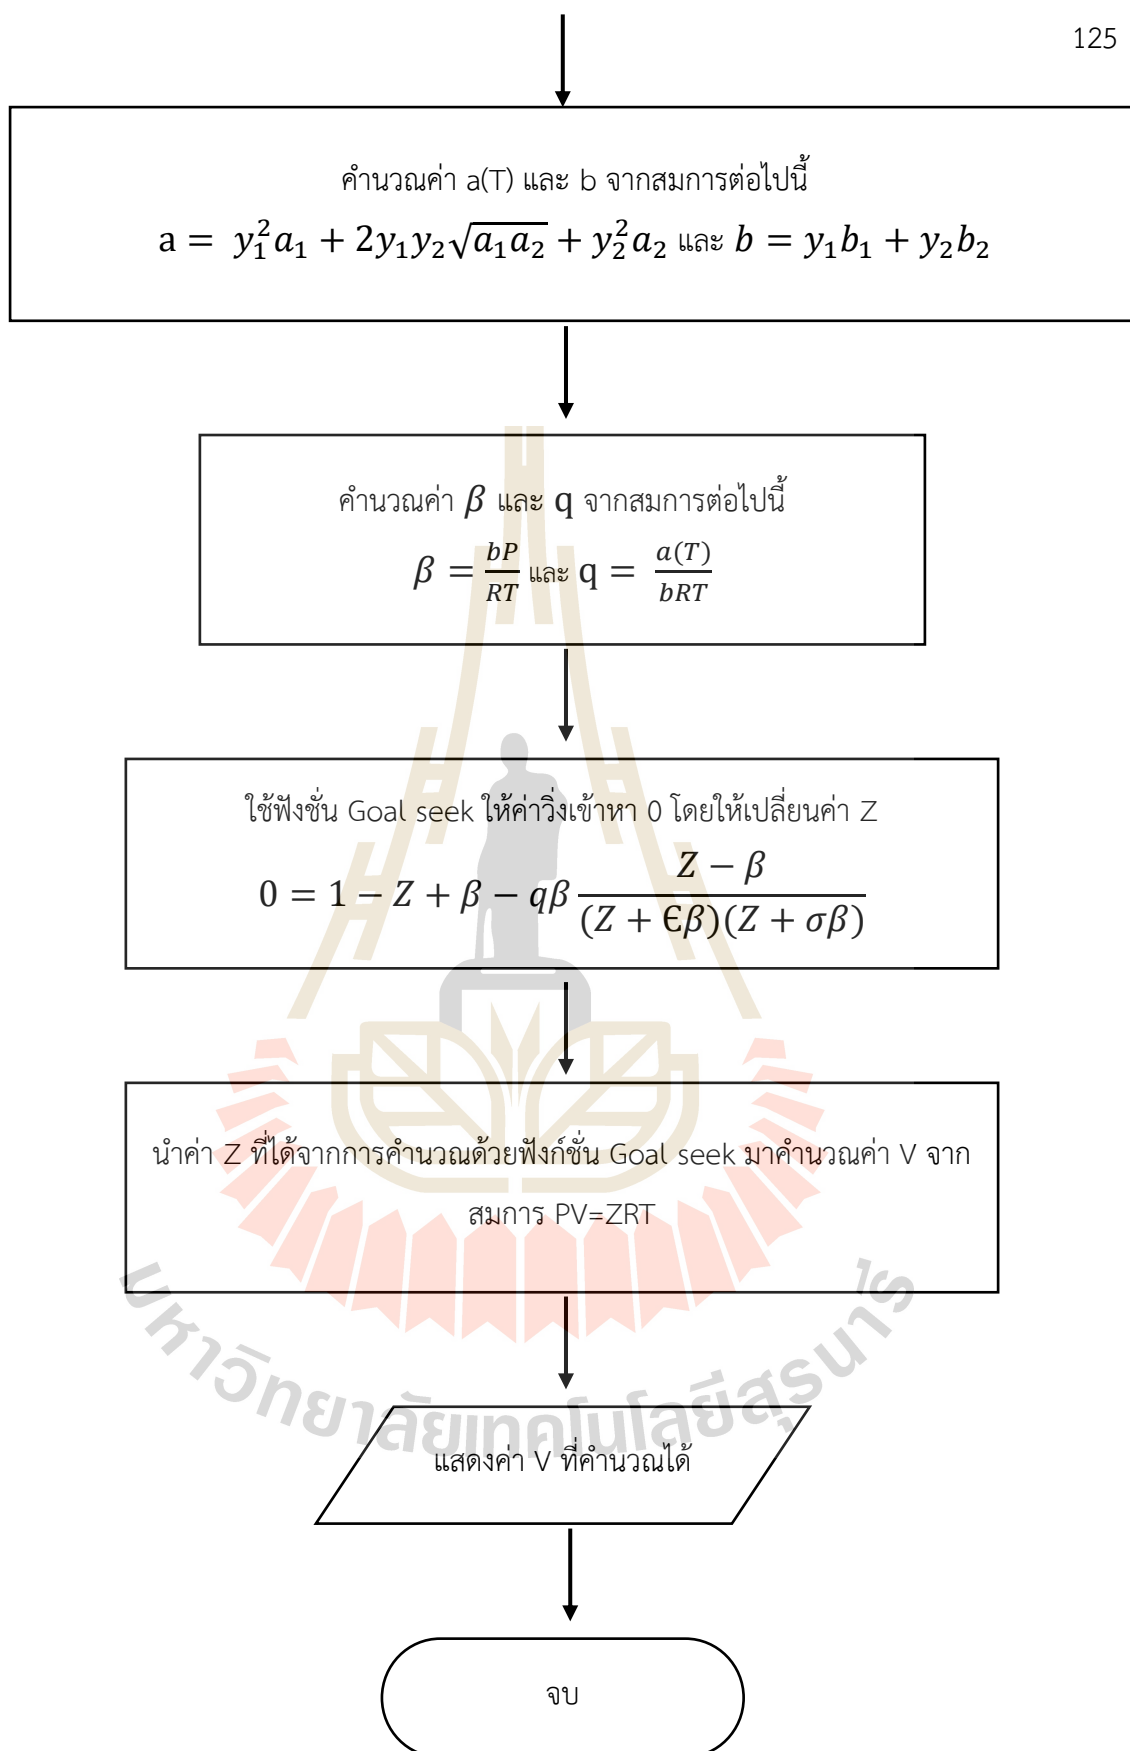 125
คำนวณค่า a(T) และ b จากสมการต่อไปนี้
a = y₁²a₁ + 2y₁y₂√(a₁a₂) + y₂²a₂ และ b = y₁b₁ + y₂b₂
คำนวณค่า β และ q จากสมการต่อไปนี้
β = bP/RT และ q = a(T)/bRT
ใช้ฟังชั่น Goal seek ให้ค่าวิ่งเข้าหา 0 โดยให้เปลี่ยนค่า Z
0 = 1 − Z + β − qβ (Z − β)/((Z + Єβ)(Z + σβ))
นำค่า Z ที่ได้จากการคำนวณด้วยฟังก์ชั่น Goal seek มาคำนวณค่า V จาก
สมการ PV=ZRT
มหาวิทยาลัยเทคโนโลยีสุรนารี
แสดงค่า V ที่คำนวณได้
จบ